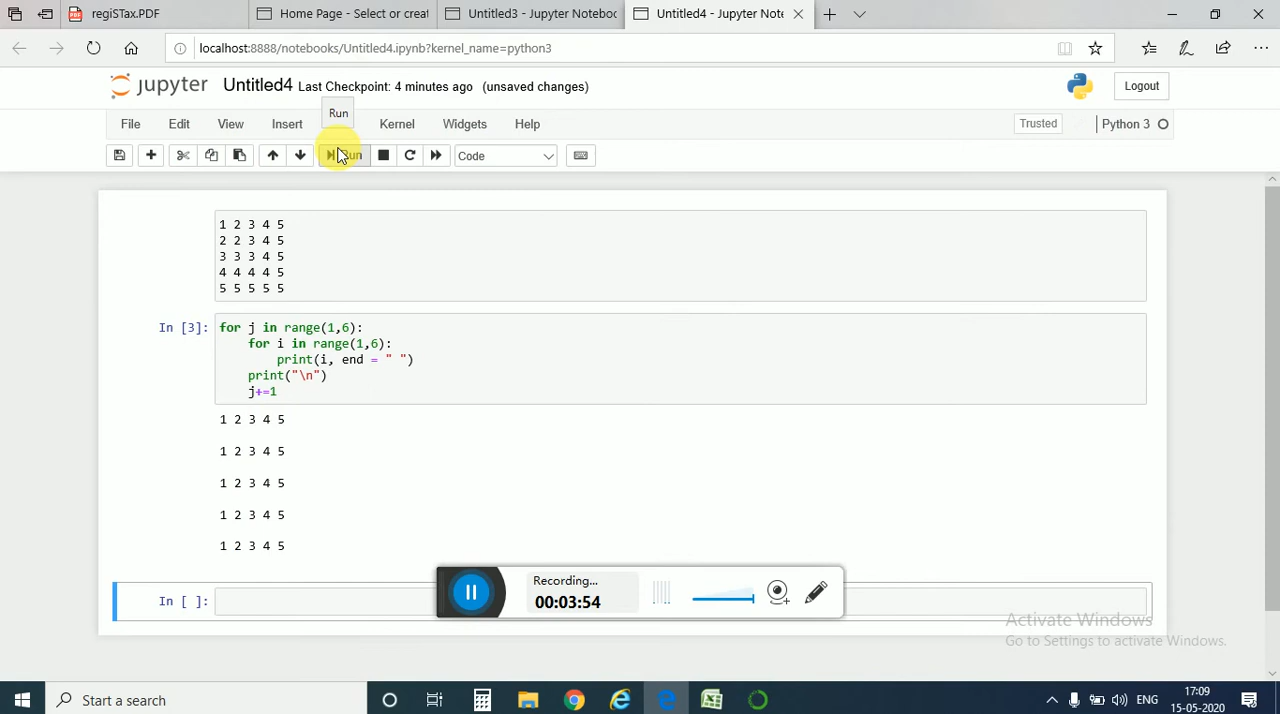 regiSTax.PDF
Home Page - Select or creat
Untitled3 - Jupyter Noteboo
Untitled4 - Jupyter Note
localhost:8888/notebooks/Untitled4.ipynb?kernel_name=python3
jupyter Untitled4 Last Checkpoint: 4 minutes ago (unsaved changes)
Logout
Run
File Edit View Insert Kernel Widgets Help
Trusted
Python 3
Code
1 2 3 4 5
2 2 3 4 5
3 3 3 4 5
4 4 4 4 5
5 5 5 5 5
In [3]:
for j in range(1,6):
    for i in range(1,6):
        print(i, end = " ")
    print("\n")
    j+=1
1 2 3 4 5
1 2 3 4 5
1 2 3 4 5
1 2 3 4 5
1 2 3 4 5
In [ ]:
Recording...
00:03:54
Activate Windows
Go to Settings to activate Windows.
Start a search
ENG
17:09
15-05-2020